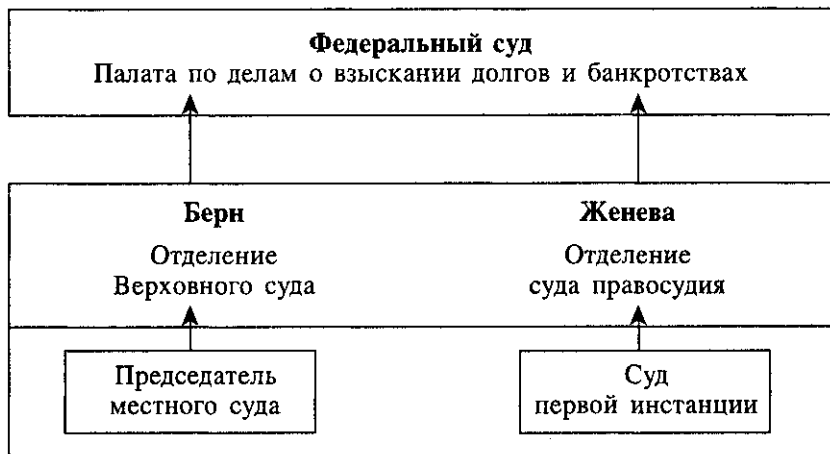 Федеральный суд
Палата по делам о взыскании долгов и банкротствах
Берн
Отделение
Верховного суда
Женева
Отделение
суда правосудия
Председатель
местного суда
Суд
первой инстанции